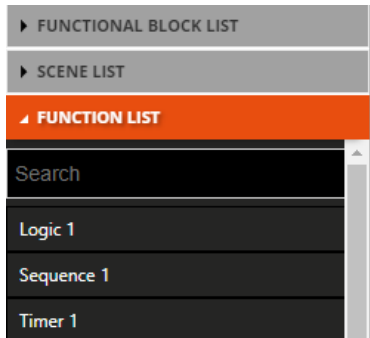 FUNCTIONAL BLOCK LIST
SCENE LIST
FUNCTION LIST
Search
Logic 1
Sequence 1
Timer 1